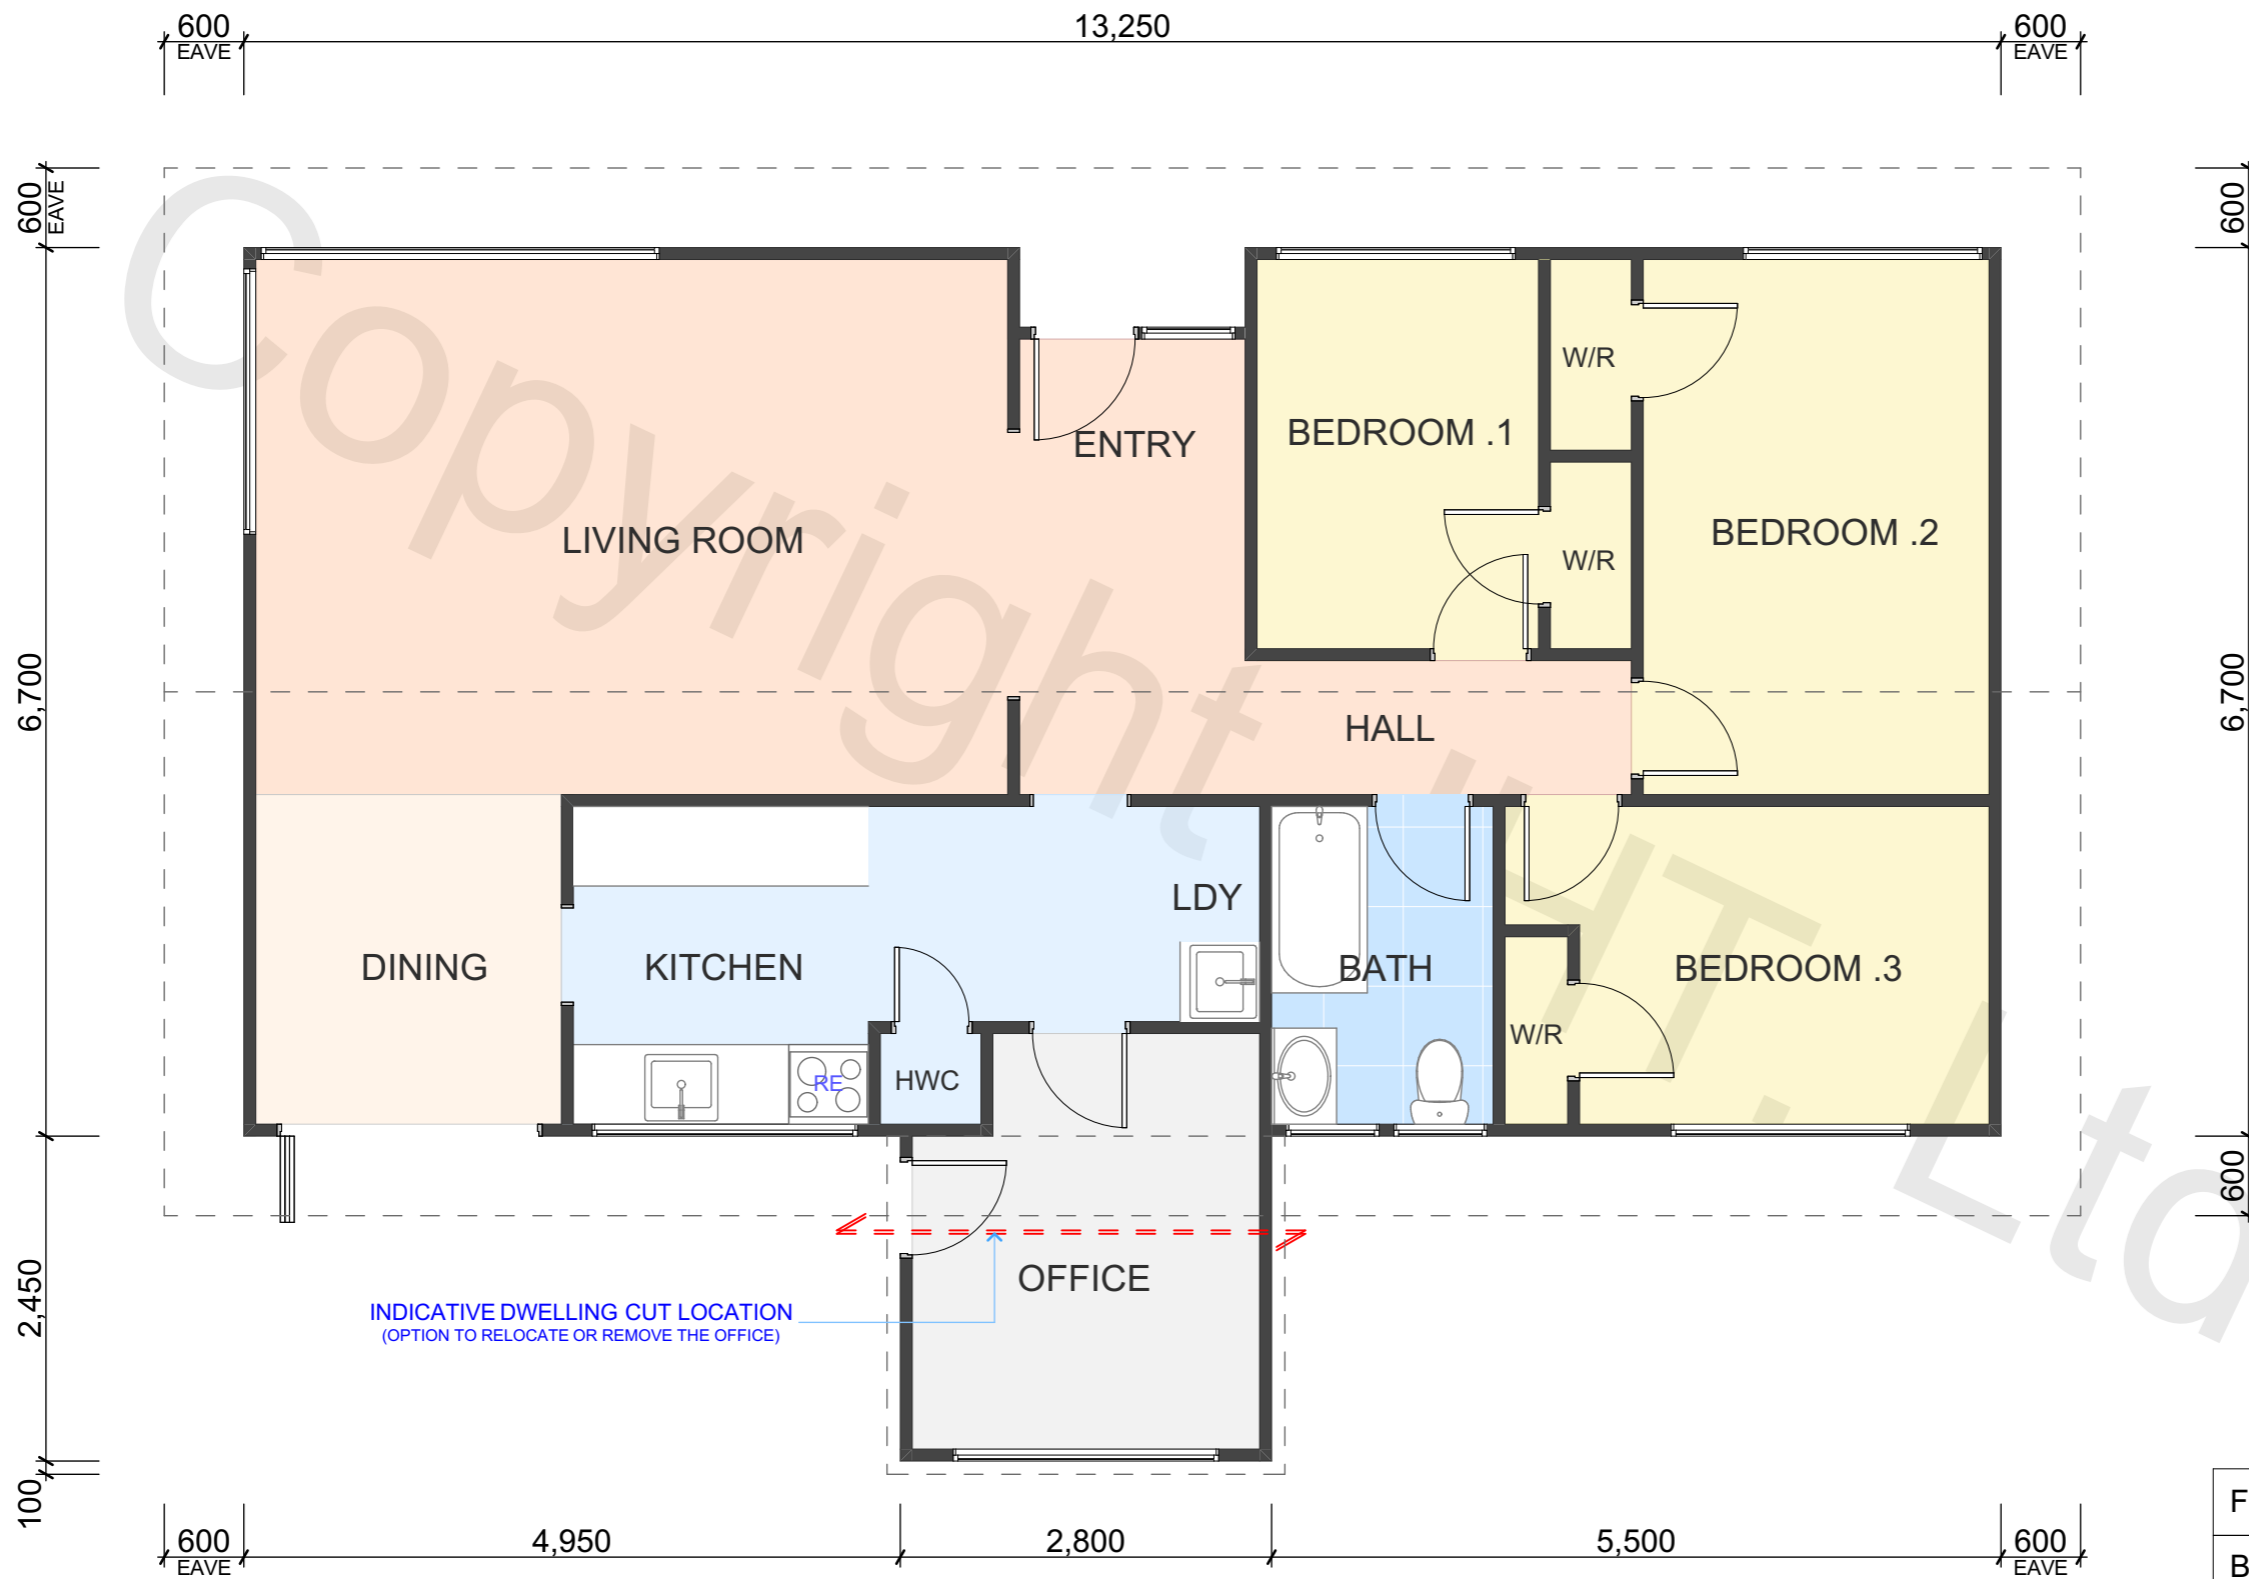 600
EAVE
13,250
600
EAVE
600
EAVE
600
Copyright HT. Ltd
W/R
BEDROOM .1
ENTRY
LIVING ROOM
BEDROOM .2
W/R
6,700
6,700
HALL
LDY
DINING
KITCHEN
BATH
BEDROOM .3
W/R
RE
HWC
600
OFFICE
2,450
INDICATIVE DWELLING CUT LOCATION
(OPTION TO RELOCATE OR REMOVE THE OFFICE)
100
F
600
EAVE
4,950
2,800
5,500
600
EAVE
B